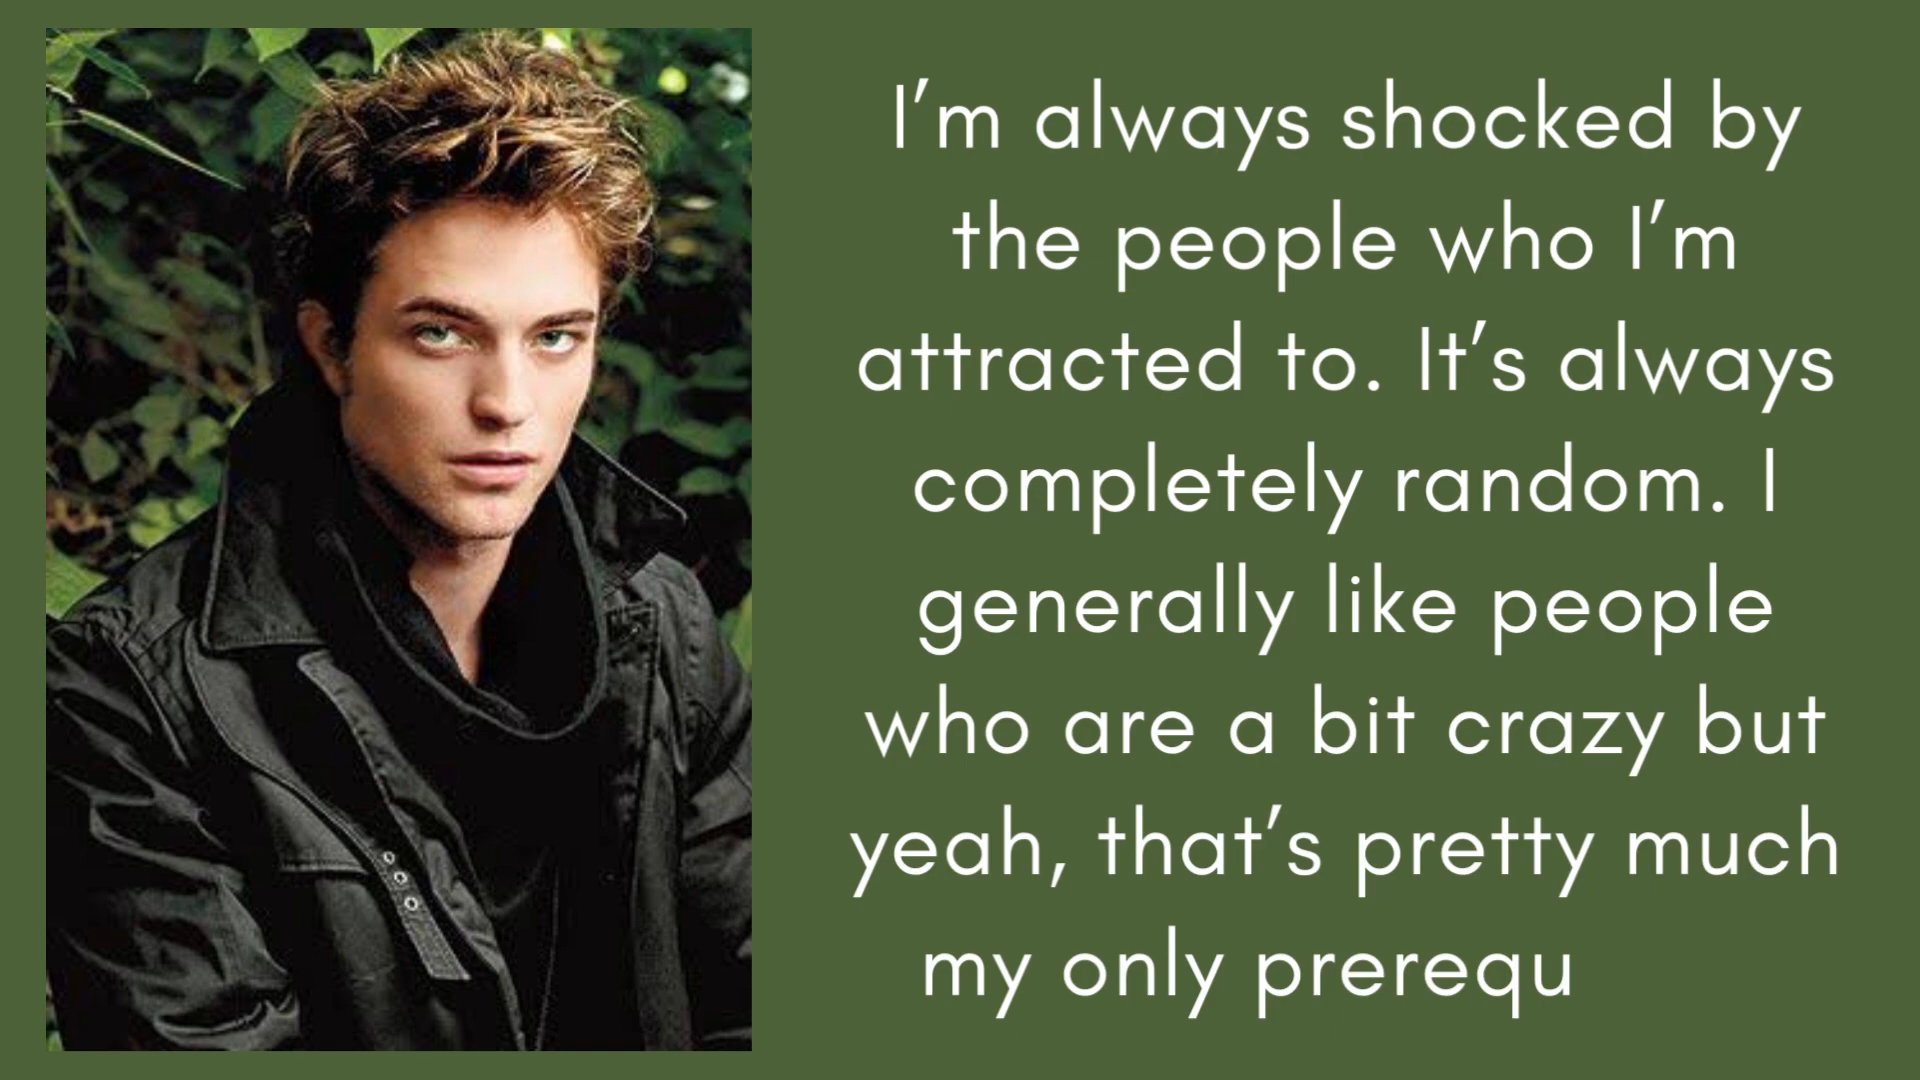 I’m always shocked by
the people who I’m
attracted to. It’s always
completely random. I
generally like people
who are a bit crazy but
yeah, that’s pretty much
my only prerequ